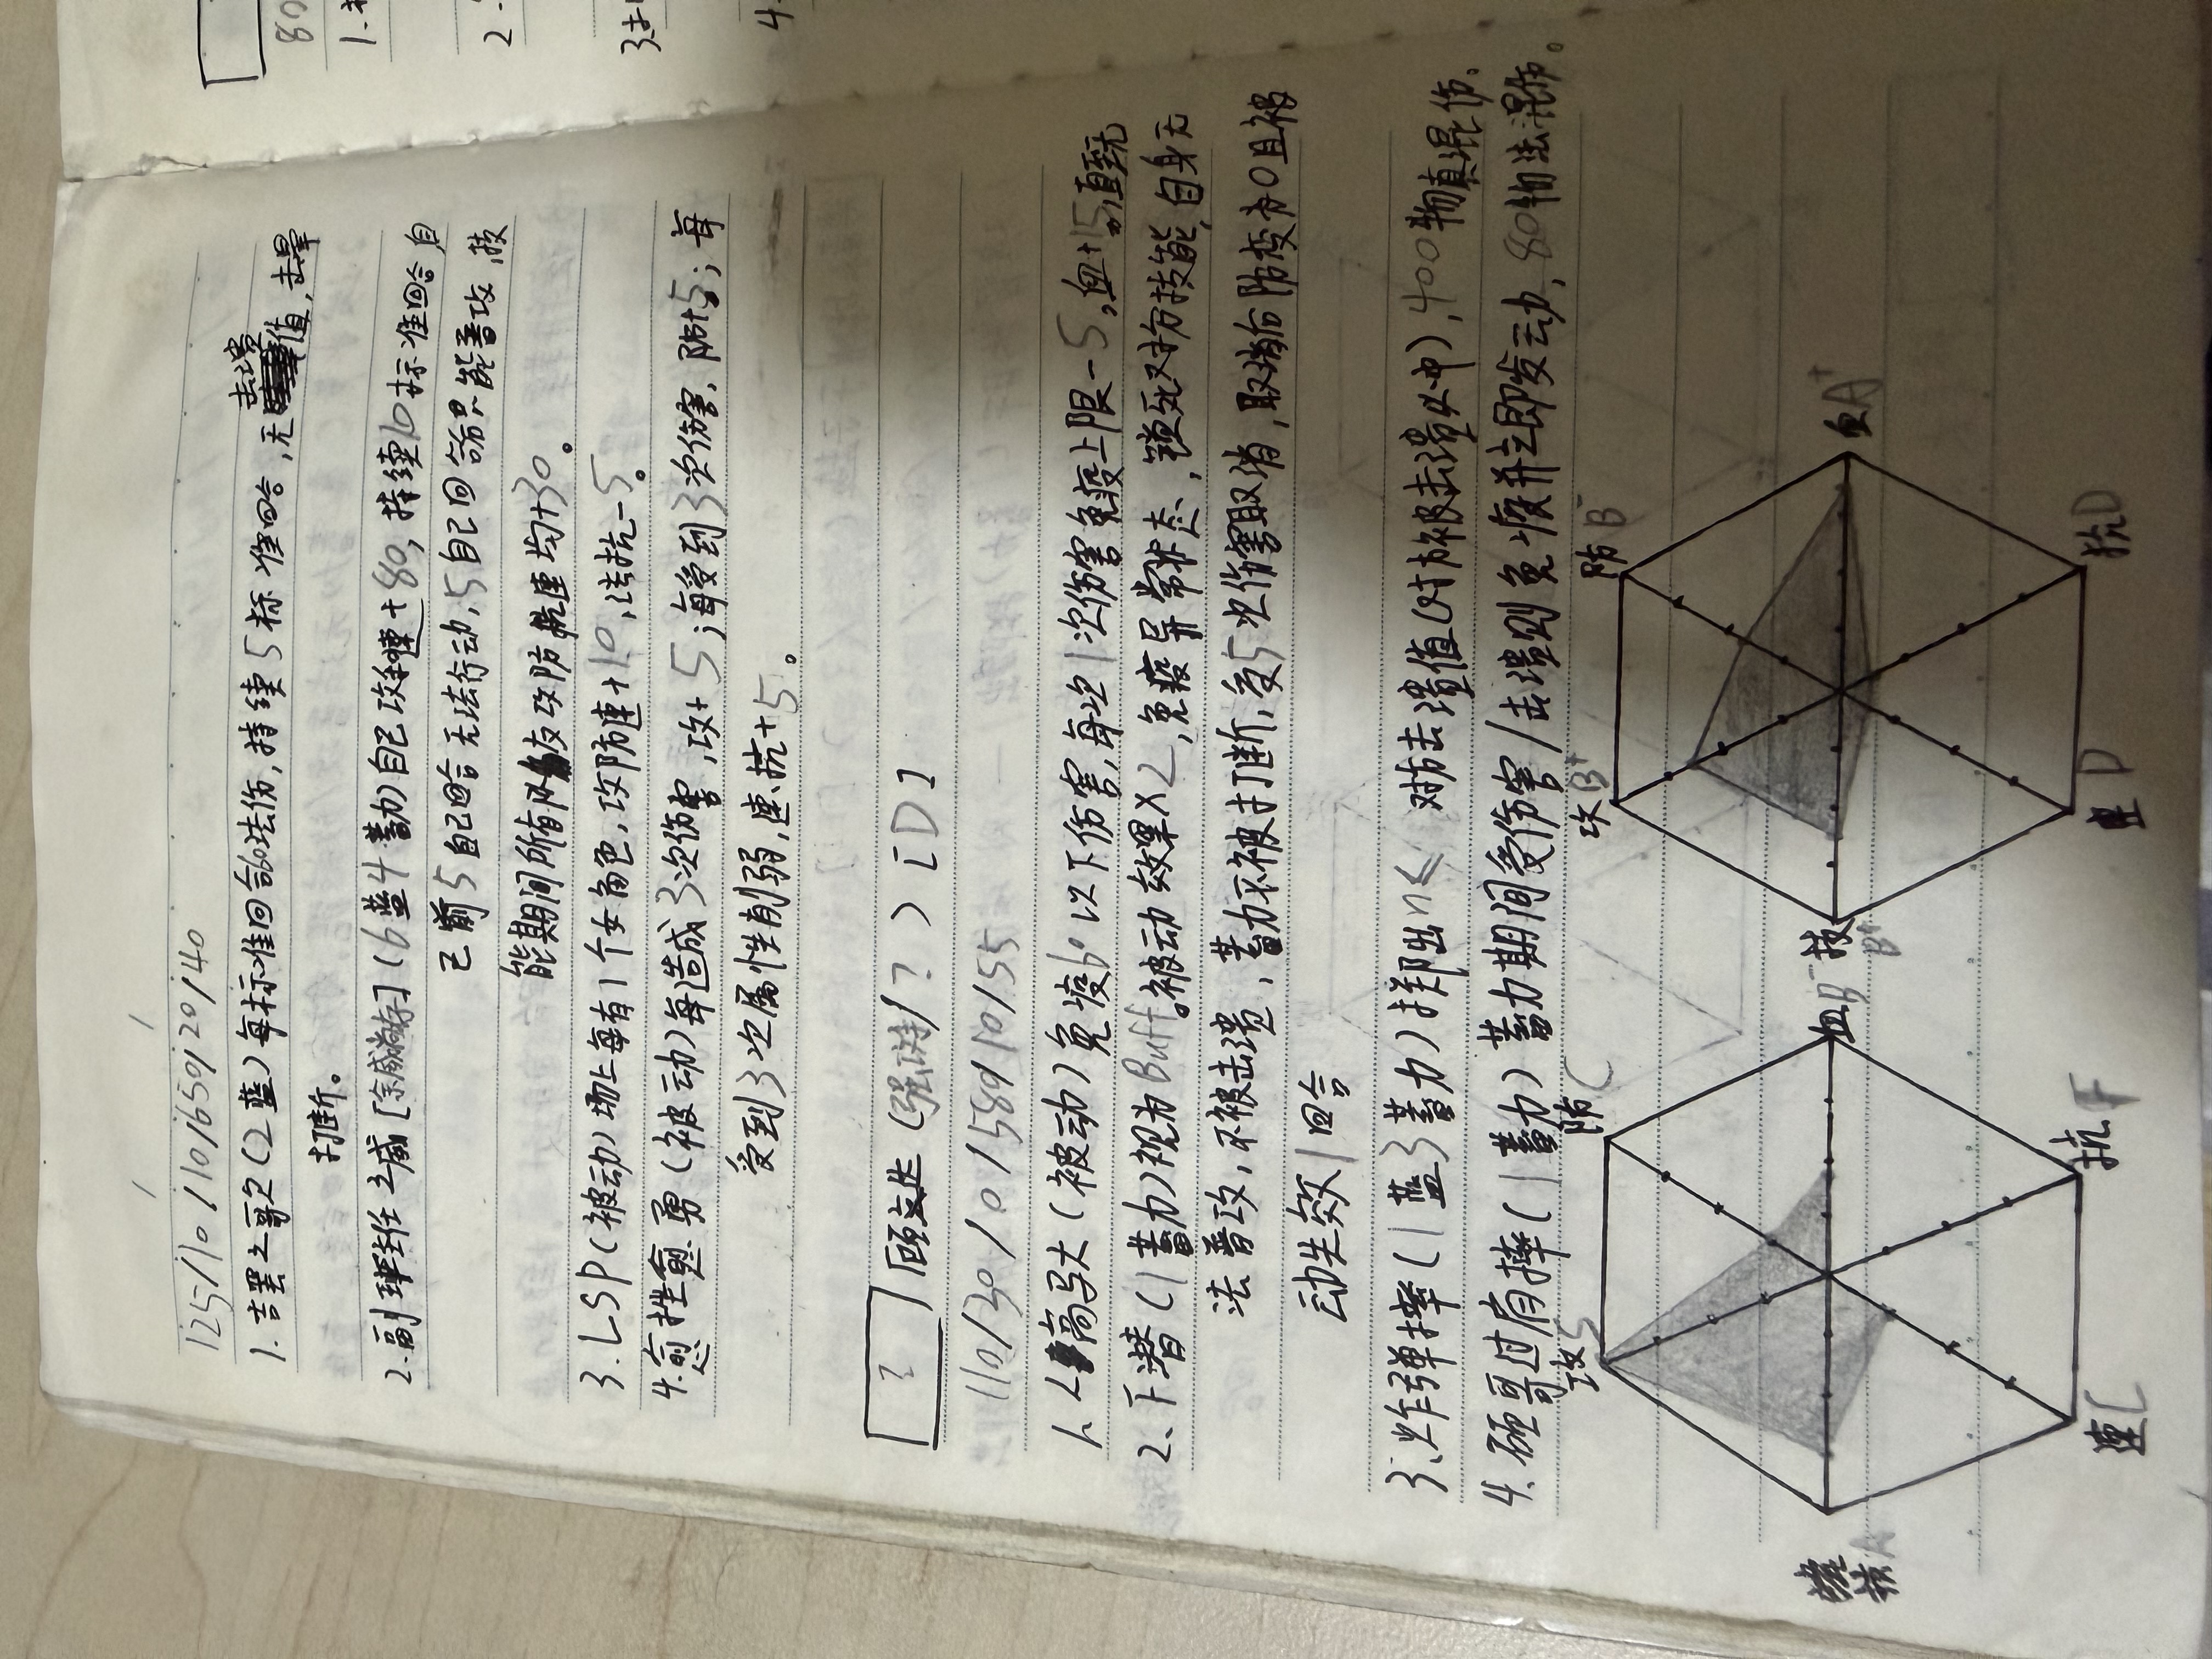 125/10/10/650/20/40
1.吉罢之歌(2蓝)每标准回合60法伤,持续5标准回合,无击溃值,击晕
打断。
2.副班主任之威[余威尚存](6蓝4蓄力)自己攻速+80,持续10标准回合,自
己前5自己回合无法行动,5自己回合后只能普攻,技
能期间所有队友攻防抗速均+30。
3.LSP(被动)场上每有1个女角色,攻防速+10,法抗-5。
4.愈挫愈勇(被动)每造成3次伤害,攻+5;每受到3次伤害,防+5;每
受到3次属性削弱,速抗+5。
? 顾 (强攻/?)[D]
110/30/0/580/10/55
1.人高马大(被动)免疫60以下伤害,每次1次伤害免疫上限-5,血+15,直至无
2、下潜(1蓄力)视为Buff。被动效果×2,免疫异常状态,锁死对方技能,自身无
法普攻,不被击溃,蓄力不被打断,受5次伤害取消,取消后防变为0且被
动失效1回合
3、炸弹摔(1蓝3蓄力)掷出n≤ 对方击溃值(对方被击溃必中),400物真混伤。
4.硕哥过肩摔(1蓄力)蓄力期间受伤害/击溃则免疫并立即发动,80物法混伤。
攻S 防C 攻B+ 防B-
技A 血B- 技B+ 血A+
速C 抗F 速D 抗D
80
1.
2.
3.
4.